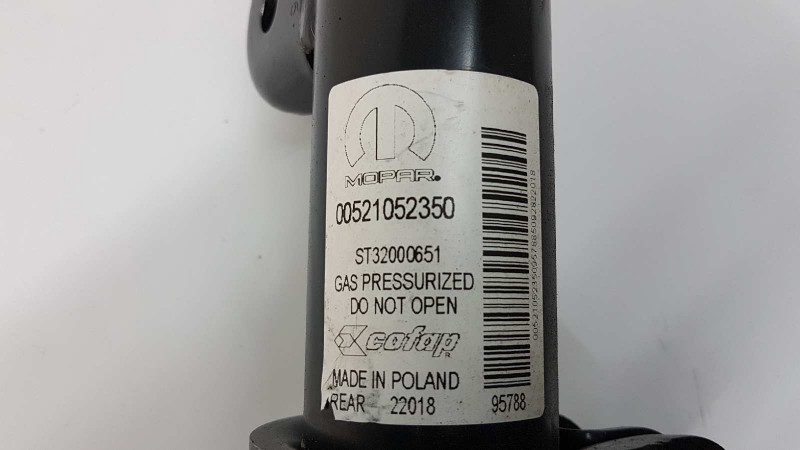 MOPAR®
00521052350
ST32000651
GAS PRESSURIZED
DO NOT OPEN
cofap®
MADE IN POLAND
REAR 22018 95788